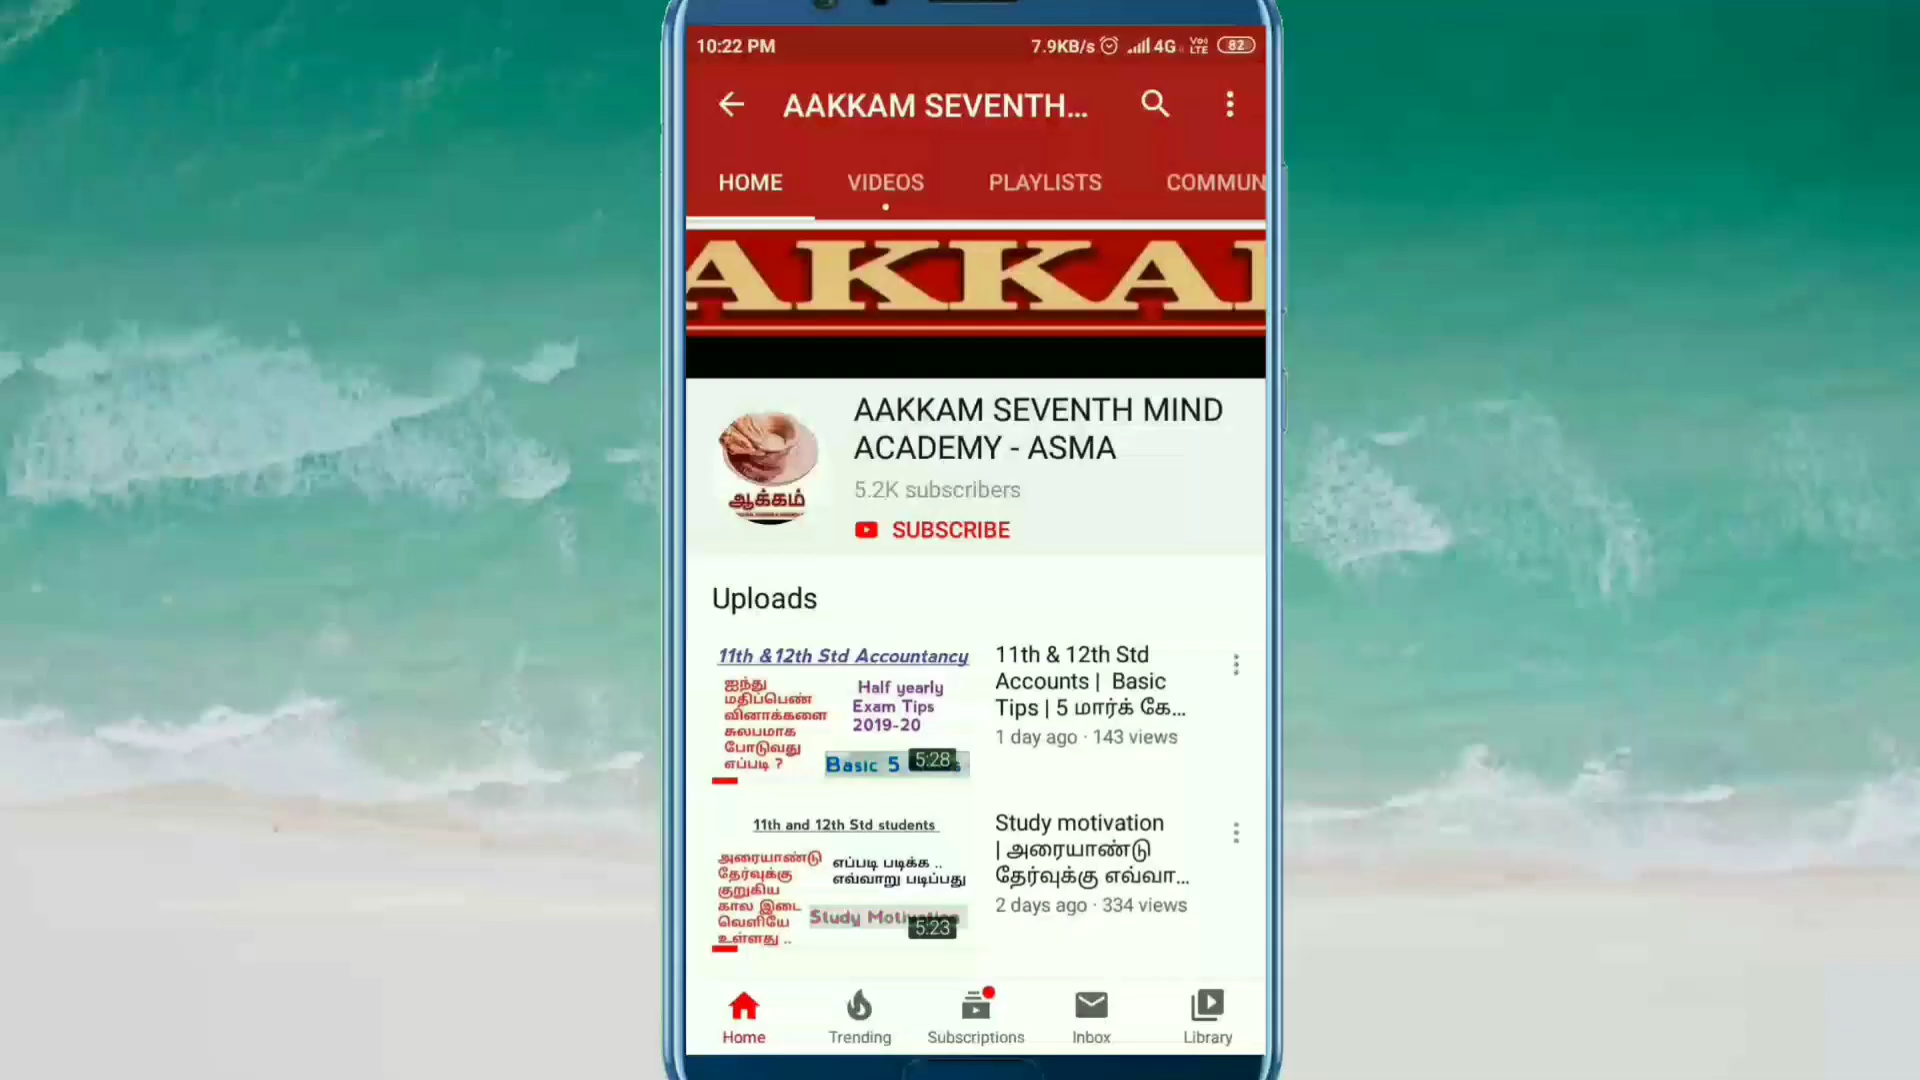 10:22 PM
7.9KB/s 4G VoLTE 82
AAKKAM SEVENTH...
HOME VIDEOS PLAYLISTS COMMUN
AKKA
AAKKAM SEVENTH MIND
ACADEMY - ASMA
5.2K subscribers
ஆக்கம்
SUBSCRIBE
Uploads
11th &12th Std Accountancy
ஐந்து
மதிப்பெண்
வினாக்களை
சுலபமாக
போடுவது
எப்படி ?
Half yearly
Exam Tips
2019-20
Basic 5
5:28
11th & 12th Std
Accounts | Basic
Tips | 5 மார்க் கே...
1 day ago · 143 views
11th and 12th Std students
அரையாண்டு
தேர்வுக்கு
குறுகிய
கால இடை
வெளியே
உள்ளது ..
எப்படி படிக்க ..
எவ்வாறு படிப்பது
Study Motivation
5:23
Study motivation
| அரையாண்டு
தேர்வுக்கு எவ்வா...
2 days ago · 334 views
Home Trending Subscriptions Inbox Library